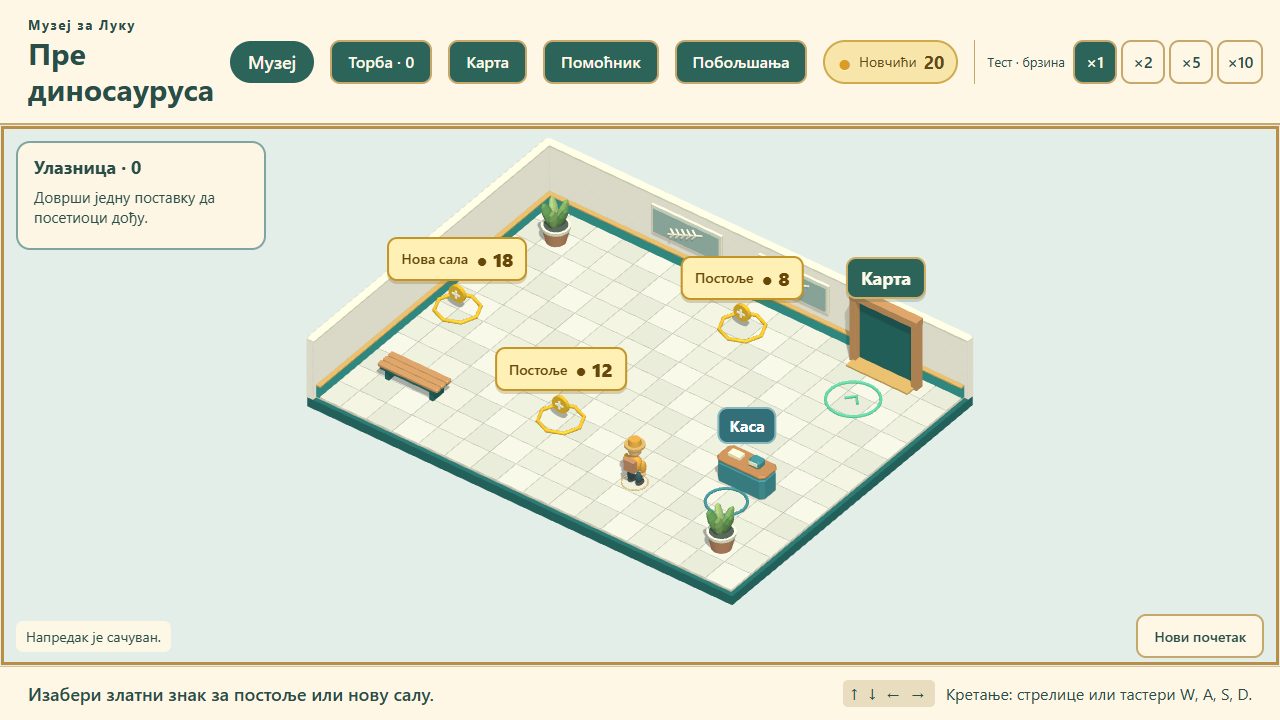 Музеј за Луку
Пре
диносауруса
Музеј
Торба · 0
Карта
Помоћник
Побољшања
Новчићи 20
Тест · брзина
×1
×2
×5
×10
Улазница · 0
Доврши једну поставку да
посетиоци дођу.
Нова сала 18
Постоље 8
Карта
Постоље 12
Каса
Напредак је сачуван.
Нови почетак
Изабери златни знак за постоље или нову салу.
↑ ↓ ← →
Кретање: стрелице или тастери W, A, S, D.